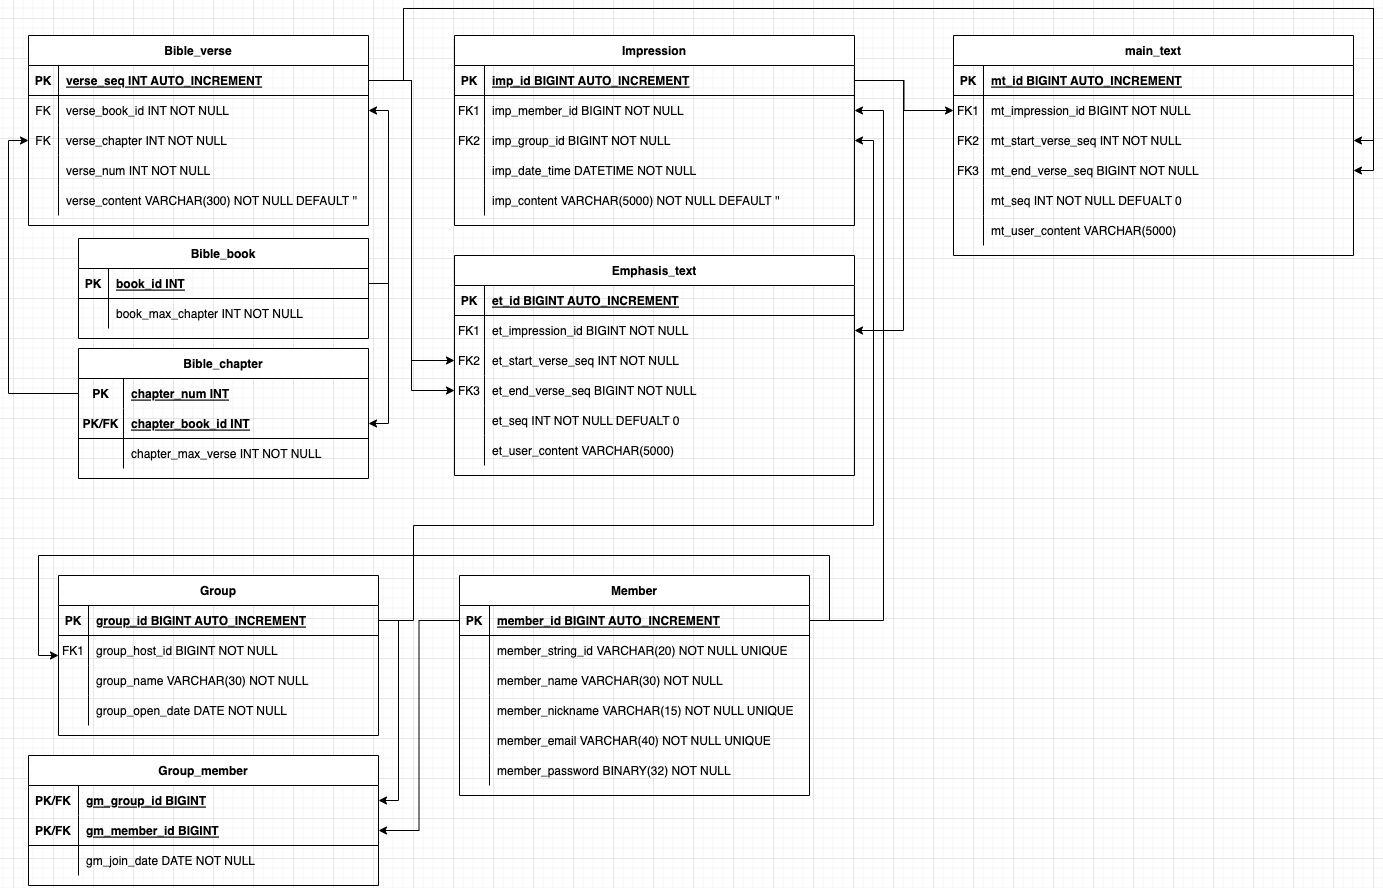 Bible_verse
PK verse_seq INT AUTO_INCREMENT
FK verse_book_id INT NOT NULL
FK verse_chapter INT NOT NULL
verse_num INT NOT NULL
verse_content VARCHAR(300) NOT NULL DEFAULT ''
Bible_book
PK book_id INT
book_max_chapter INT NOT NULL
Bible_chapter
PK chapter_num INT
PK/FK chapter_book_id INT
chapter_max_verse INT NOT NULL
Impression
PK imp_id BIGINT AUTO_INCREMENT
FK1 imp_member_id BIGINT NOT NULL
FK2 imp_group_id BIGINT NOT NULL
imp_date_time DATETIME NOT NULL
imp_content VARCHAR(5000) NOT NULL DEFAULT ''
Emphasis_text
PK et_id BIGINT AUTO_INCREMENT
FK1 et_impression_id BIGINT NOT NULL
FK2 et_start_verse_seq INT NOT NULL
FK3 et_end_verse_seq BIGINT NOT NULL
et_seq INT NOT NULL DEFUALT 0
et_user_content VARCHAR(5000)
main_text
PK mt_id BIGINT AUTO_INCREMENT
FK1 mt_impression_id BIGINT NOT NULL
FK2 mt_start_verse_seq INT NOT NULL
FK3 mt_end_verse_seq BIGINT NOT NULL
mt_seq INT NOT NULL DEFUALT 0
mt_user_content VARCHAR(5000)
Group
PK group_id BIGINT AUTO_INCREMENT
FK1 group_host_id BIGINT NOT NULL
group_name VARCHAR(30) NOT NULL
group_open_date DATE NOT NULL
Group_member
PK/FK gm_group_id BIGINT
PK/FK gm_member_id BIGINT
gm_join_date DATE NOT NULL
Member
PK member_id BIGINT AUTO_INCREMENT
member_string_id VARCHAR(20) NOT NULL UNIQUE
member_name VARCHAR(30) NOT NULL
member_nickname VARCHAR(15) NOT NULL UNIQUE
member_email VARCHAR(40) NOT NULL UNIQUE
member_password BINARY(32) NOT NULL